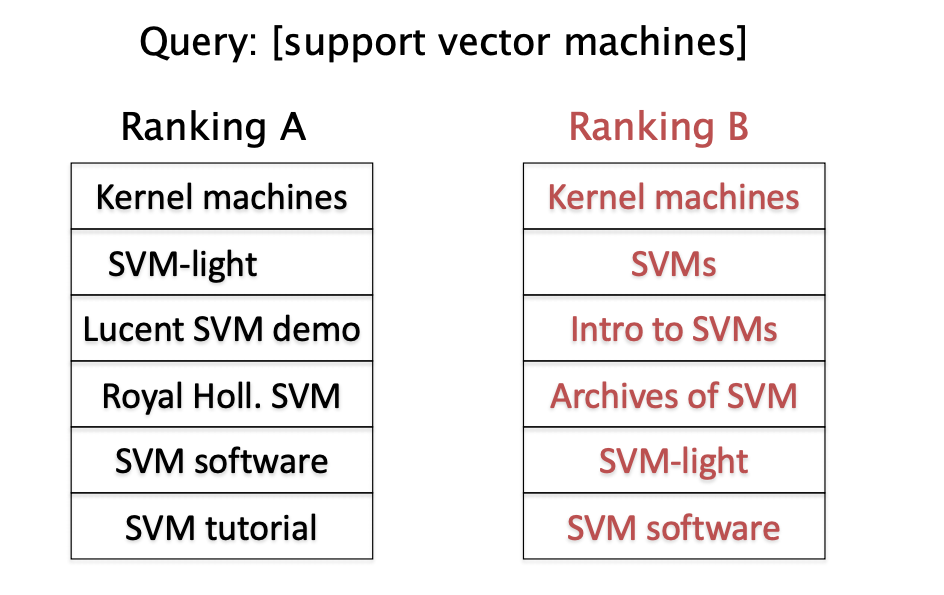 Query: [support vector machines]
Ranking A
Kernel machines
SVM-light
Lucent SVM demo
Royal Holl. SVM
SVM software
SVM tutorial
Ranking B
Kernel machines
SVMs
Intro to SVMs
Archives of SVM
SVM-light
SVM software